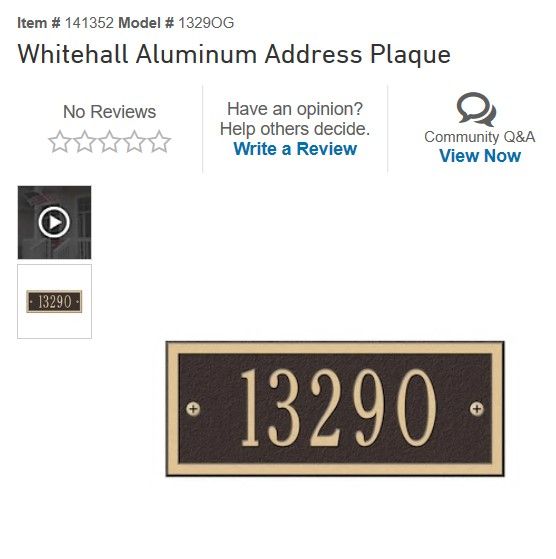 Item # 141352 Model # 1329OG
Whitehall Aluminum Address Plaque
No Reviews
Have an opinion?
Help others decide.
Write a Review
Community Q&A
View Now
13290
13290